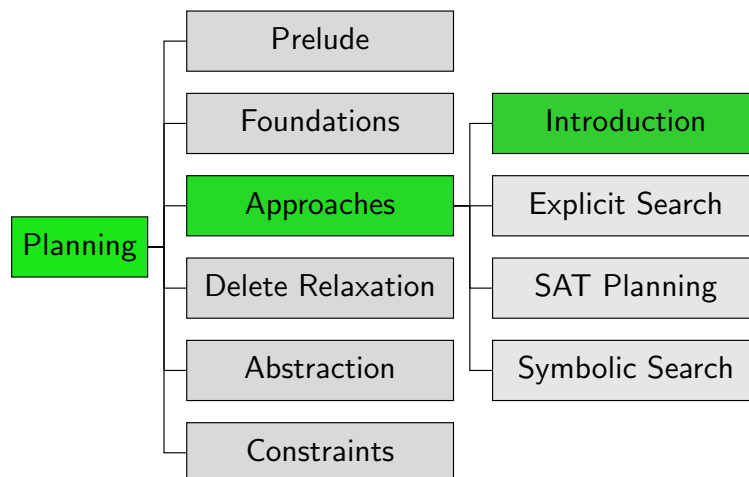 Planning
Prelude
Foundations
Approaches
Delete Relaxation
Abstraction
Constraints
Introduction
Explicit Search
SAT Planning
Symbolic Search